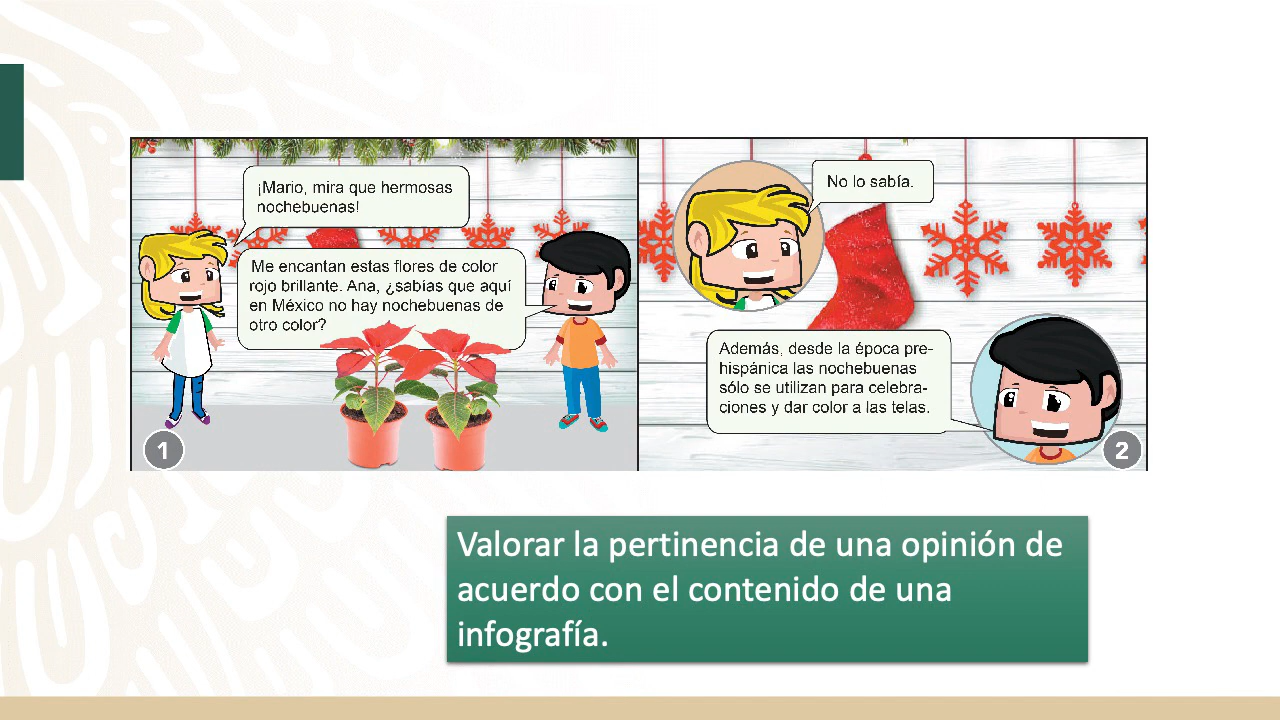 ¡Mario, mira que hermosas
nochebuenas!
Me encantan estas flores de color
rojo brillante. Ana, ¿sabías que aquí
en México no hay nochebuenas de
otro color?
1
No lo sabía.
Además, desde la época pre-
hispánica las nochebuenas
sólo se utilizan para celebra-
ciones y dar color a las telas.
2
Valorar la pertinencia de una opinión de
acuerdo con el contenido de una
infografía.